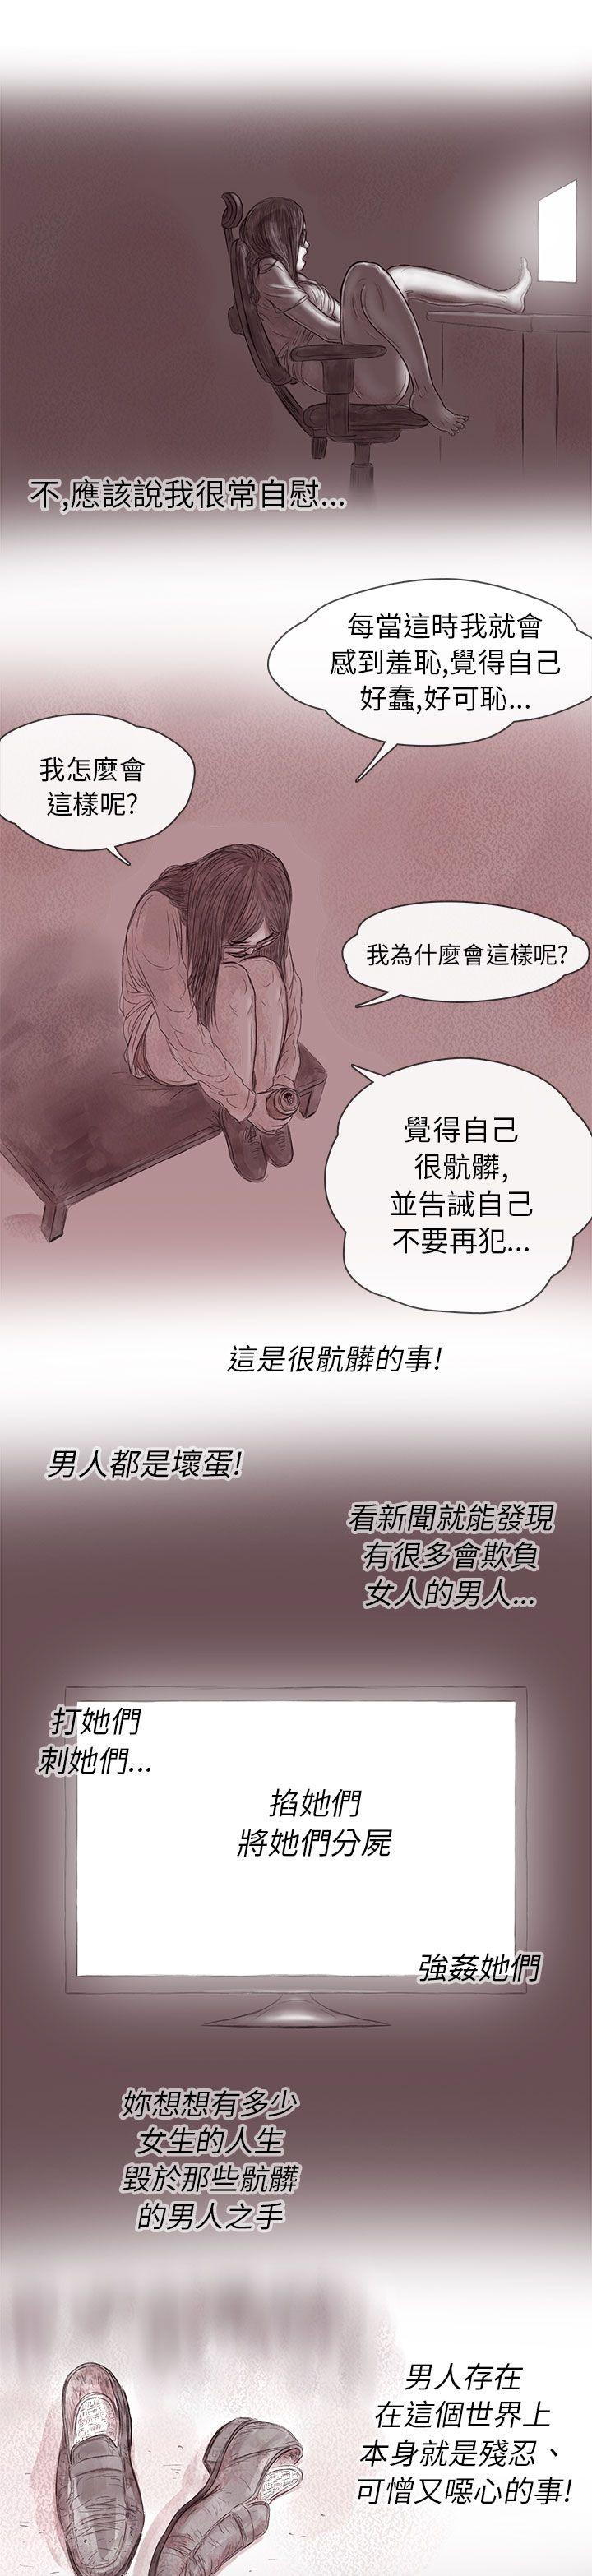 不,應該說我很常自慰...
每當這時我就會
感到羞恥,覺得自己
好蠢,好可恥...
我怎麼會
這樣呢?
我為什麼會這樣呢?
覺得自己
很骯髒,
並告誡自己
不要再犯...
這是很骯髒的事!
男人都是壞蛋!
看新聞就能發現
有很多會欺負
女人的男人...
打她們
刺她們...
掐她們
將她們分屍
強姦她們
妳想想有多少
女生的人生
毀於那些骯髒
的男人之手
男人存在
在這個世界上
本身就是殘忍、
可憎又噁心的事!